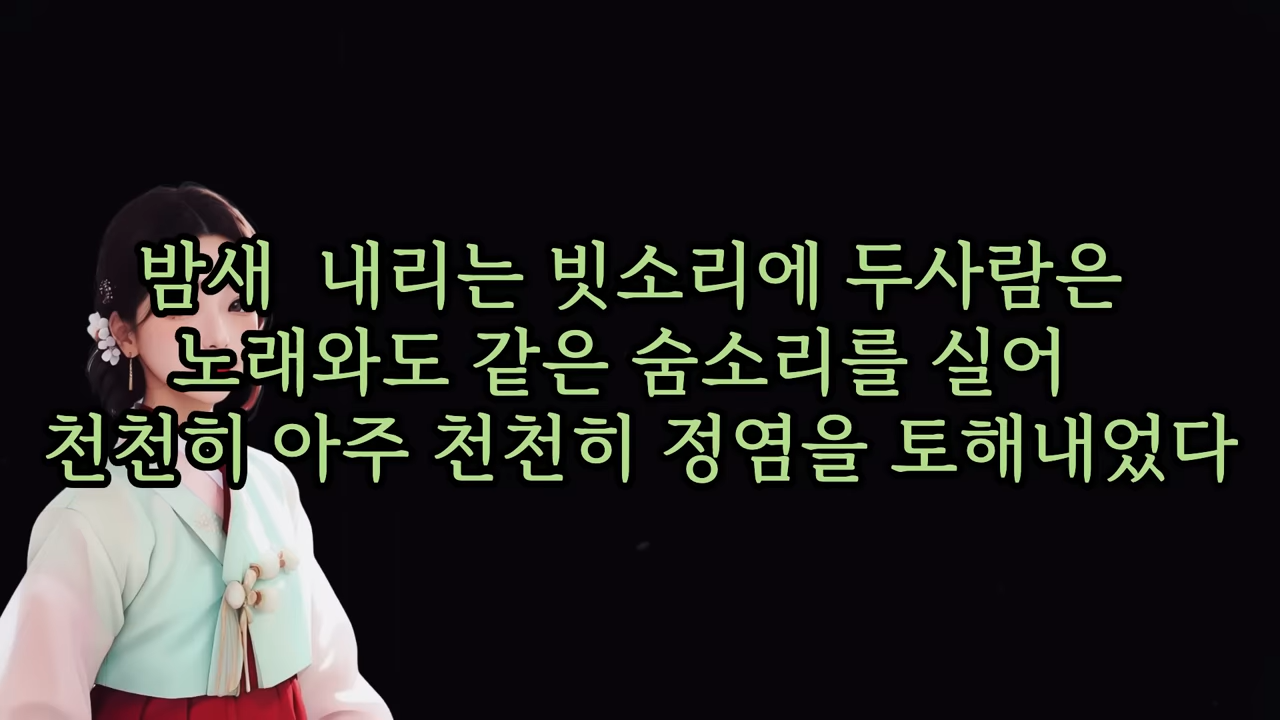 밤새  내리는 빗소리에 두사람은
노래와도 같은 숨소리를 실어
천천히 아주 천천히 정염을 토해내었다